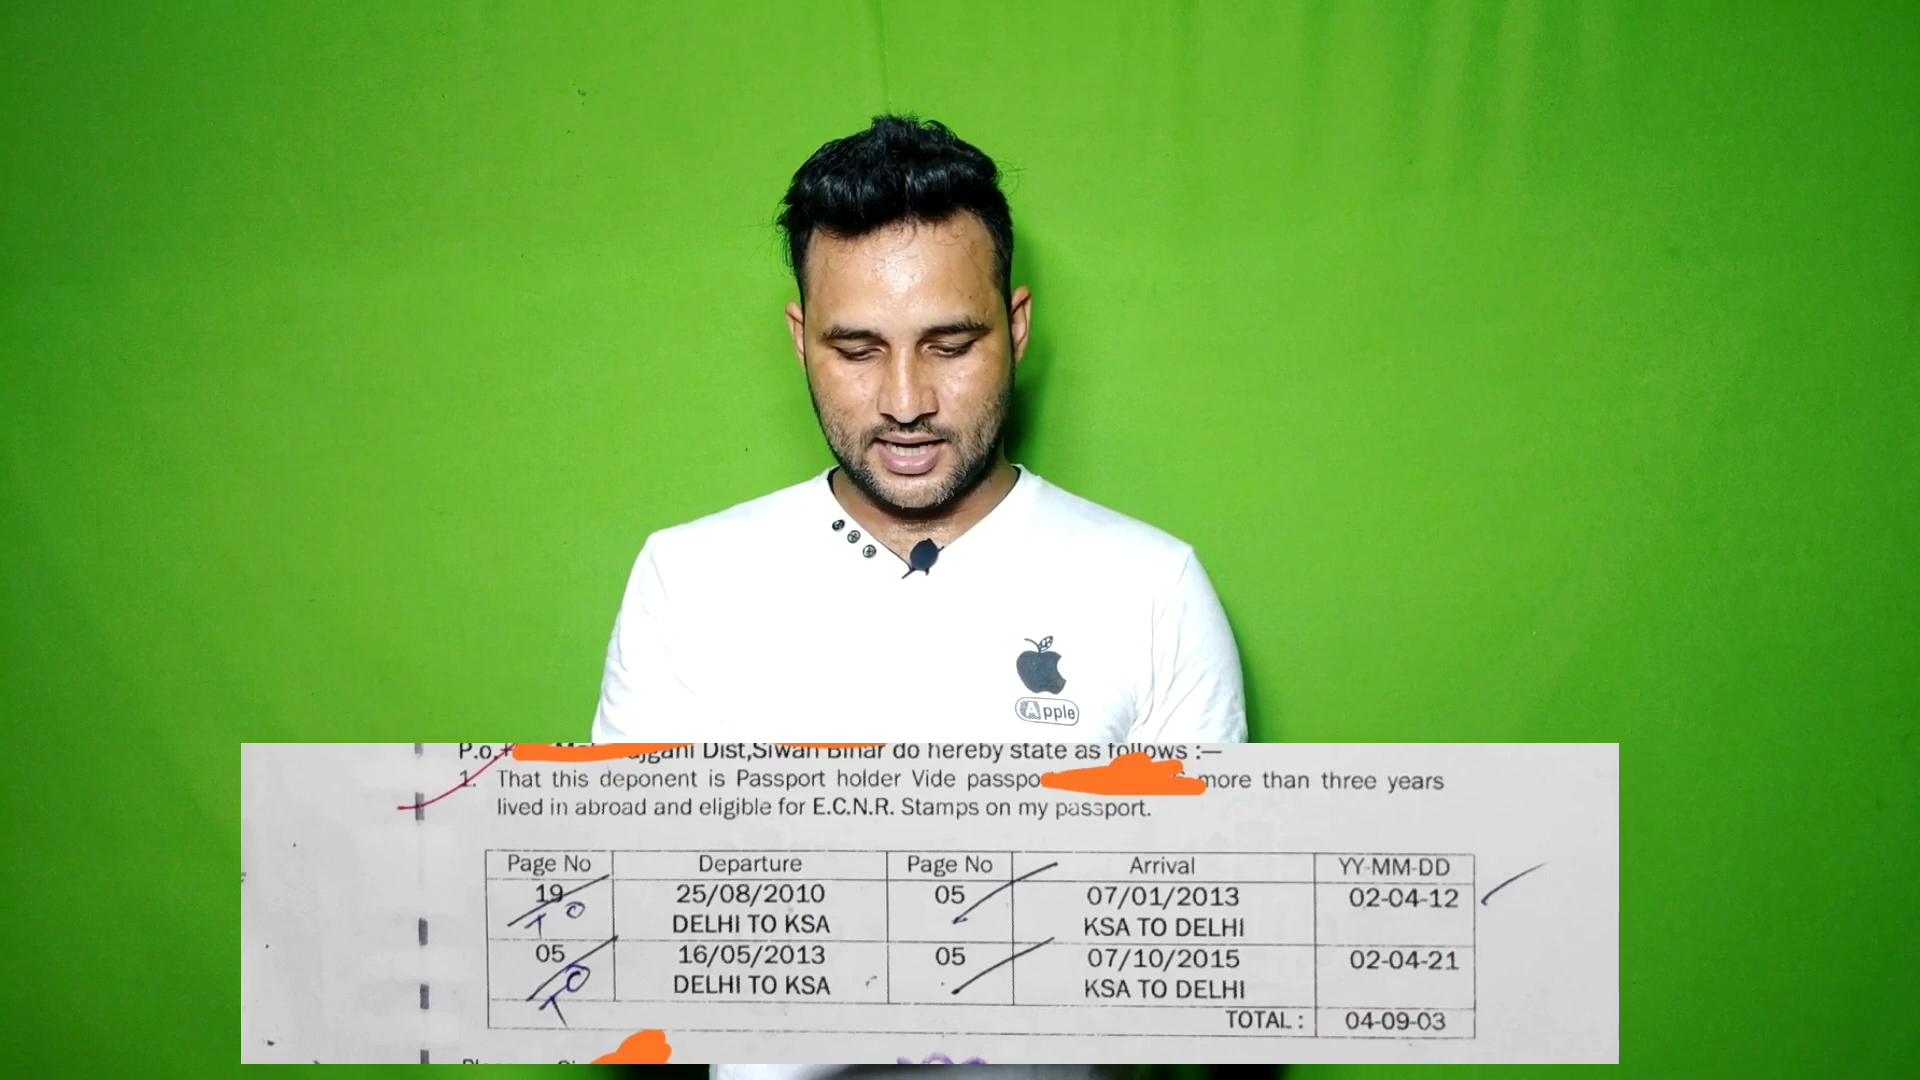 Apple
P.o.
Dist,Siwan Bihar do hereby state as follows :—
1. That this deponent is Passport holder Vide more than three years
lived in abroad and eligible for E.C.N.R. Stamps on my passport.
Page No Departure Page No Arrival YY-MM-DD
19 25/08/2010 05 07/01/2013 02-04-12
DELHI TO KSA KSA TO DELHI
05 16/05/2013 05 07/10/2015 02-04-21
DELHI TO KSA KSA TO DELHI
TOTAL : 04-09-03